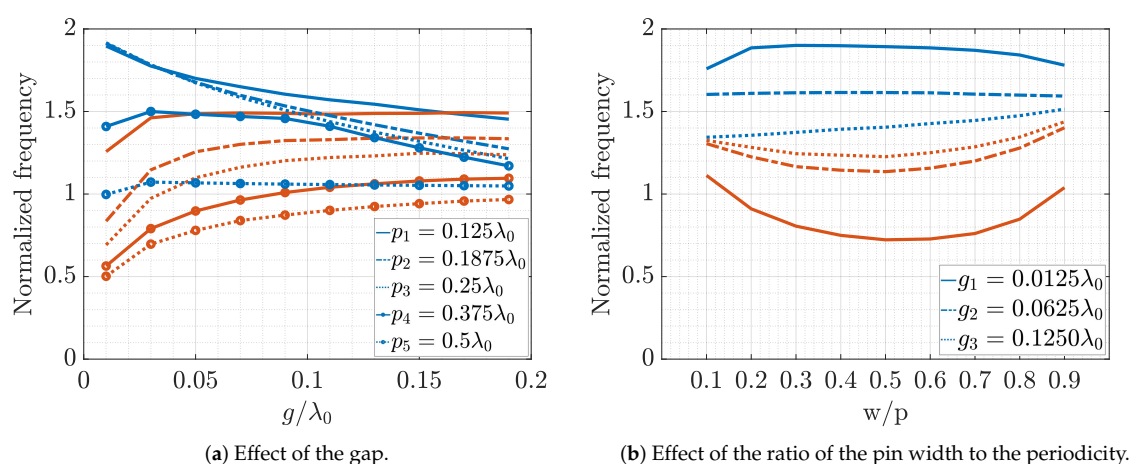 2
1.5
1
0.5
0
Normalized frequency
0
0.05
0.1
0.15
0.2
g/λ₀
p₁ = 0.125λ₀
p₂ = 0.1875λ₀
p₃ = 0.25λ₀
p₄ = 0.375λ₀
p₅ = 0.5λ₀
(a) Effect of the gap.
2
1.5
1
0.5
0
Normalized frequency
0.1 0.2 0.3 0.4 0.5 0.6 0.7 0.8 0.9
w/p
g₁ = 0.0125λ₀
g₂ = 0.0625λ₀
g₃ = 0.1250λ₀
(b) Effect of the ratio of the pin width to the periodicity.